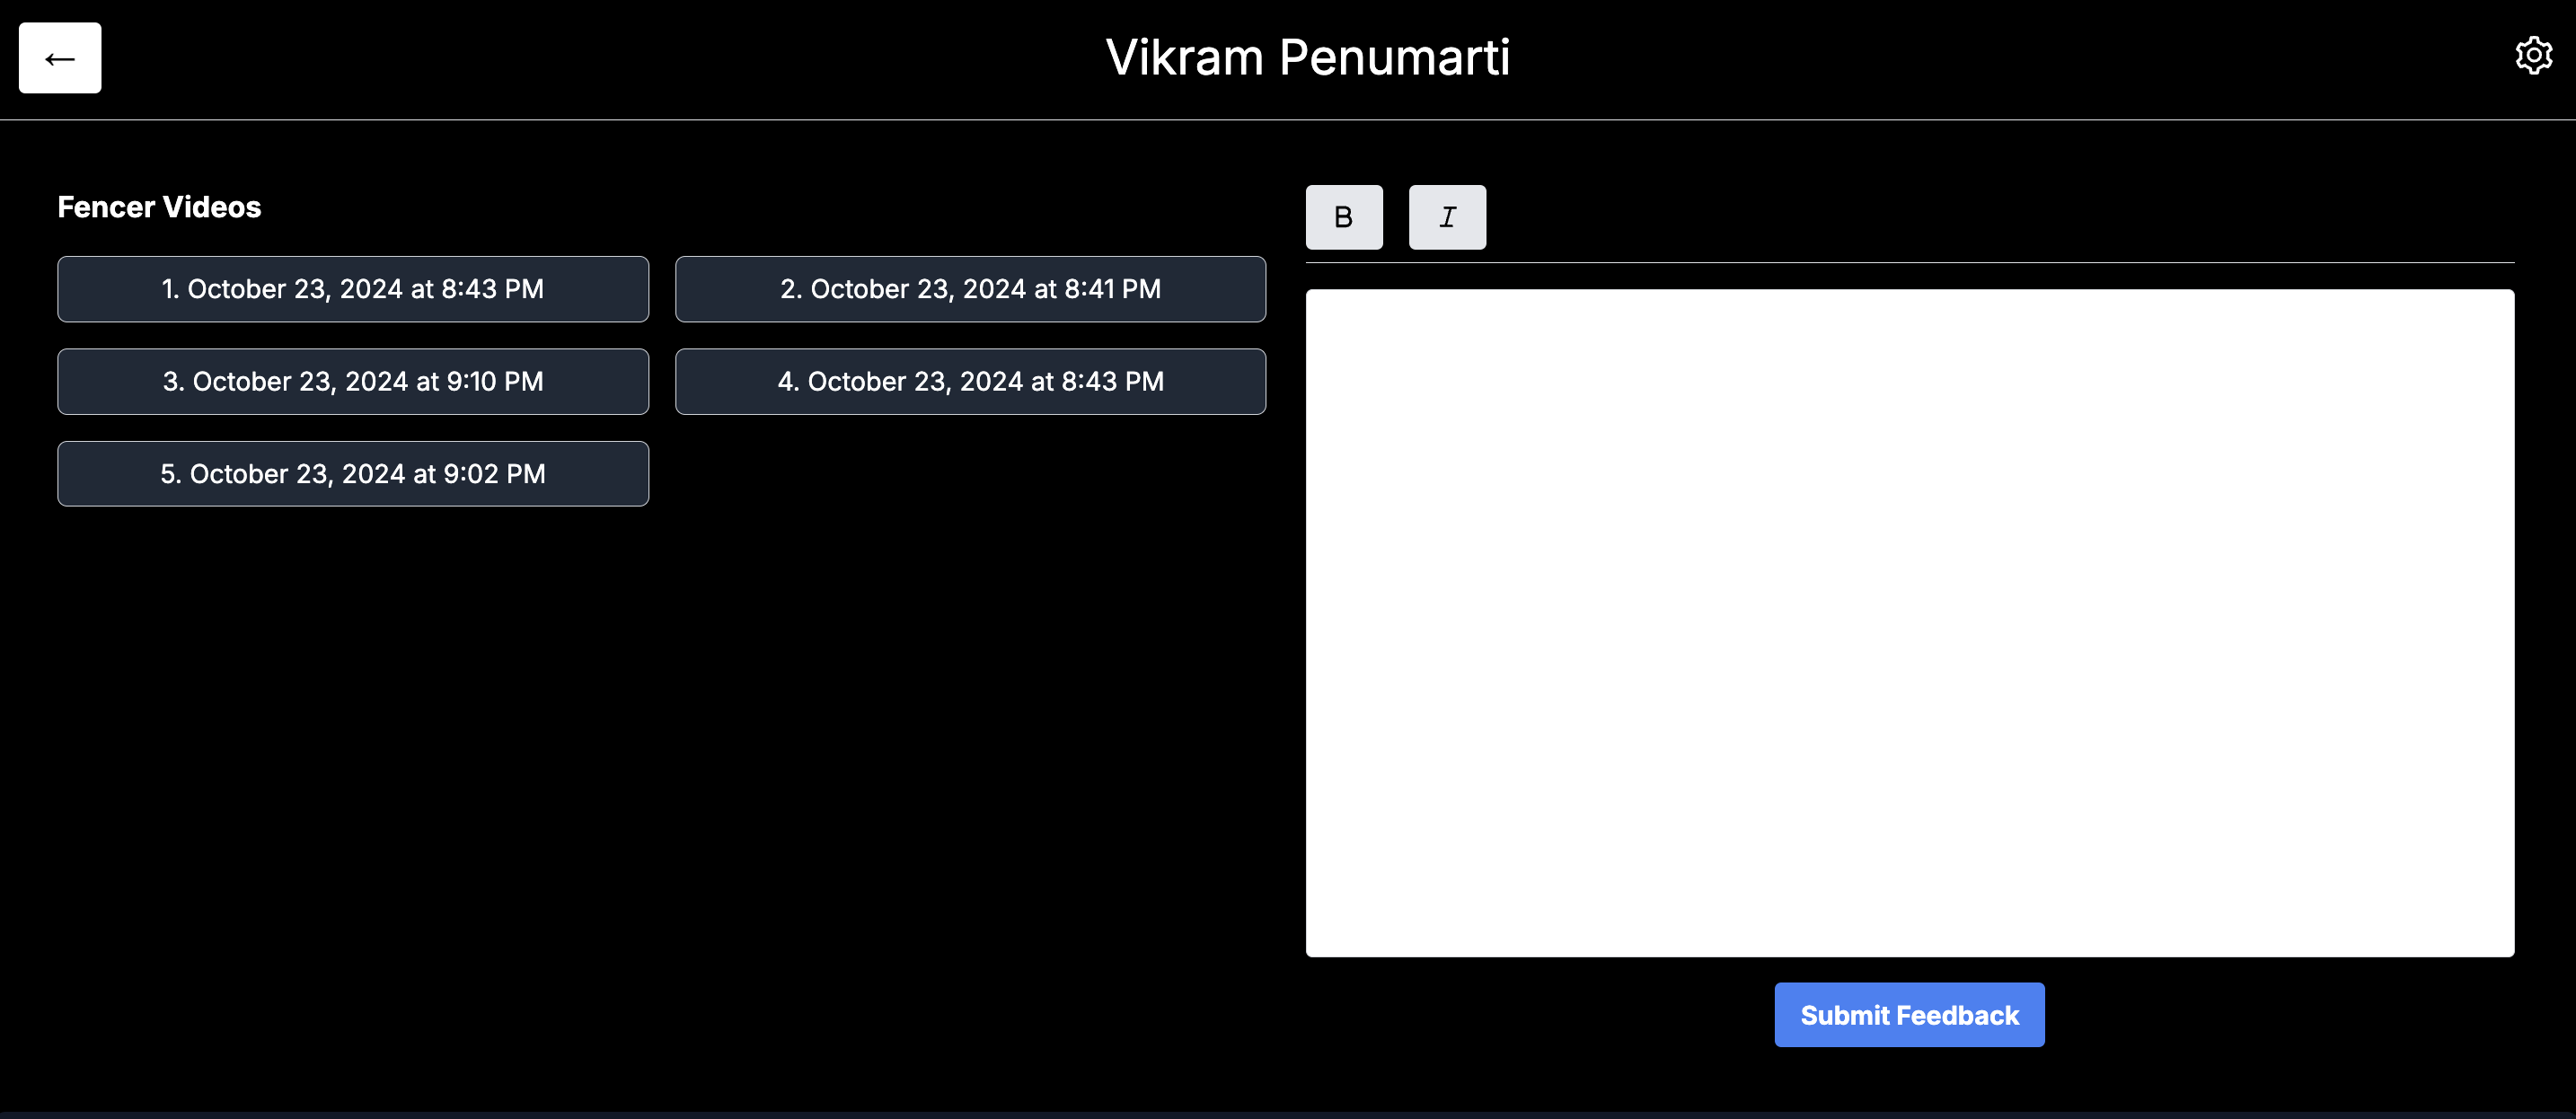 ←
Vikram Penumarti
Fencer Videos
1. October 23, 2024 at 8:43 PM
2. October 23, 2024 at 8:41 PM
3. October 23, 2024 at 9:10 PM
4. October 23, 2024 at 8:43 PM
5. October 23, 2024 at 9:02 PM
B
I
Submit Feedback